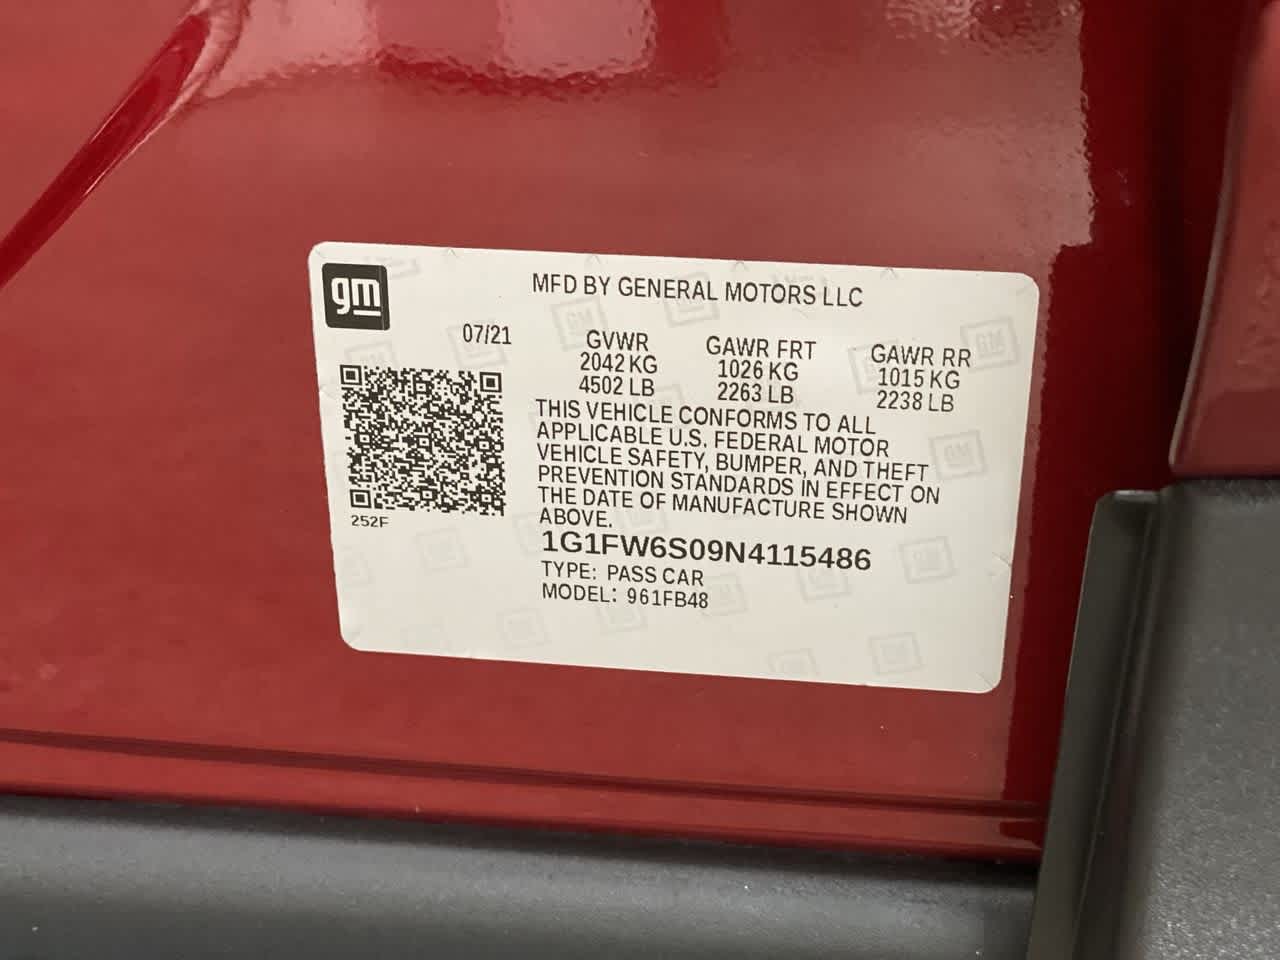 gm
MFD BY GENERAL MOTORS LLC
07/21
GVWR
2042 KG
4502 LB
GAWR FRT
1026 KG
2263 LB
GAWR RR
1015 KG
2238 LB
THIS VEHICLE CONFORMS TO ALL
APPLICABLE U.S. FEDERAL MOTOR
VEHICLE SAFETY, BUMPER, AND THEFT
PREVENTION STANDARDS IN EFFECT ON
THE DATE OF MANUFACTURE SHOWN
ABOVE.
252F
1G1FW6S09N4115486
TYPE: PASS CAR
MODEL: 961FB48